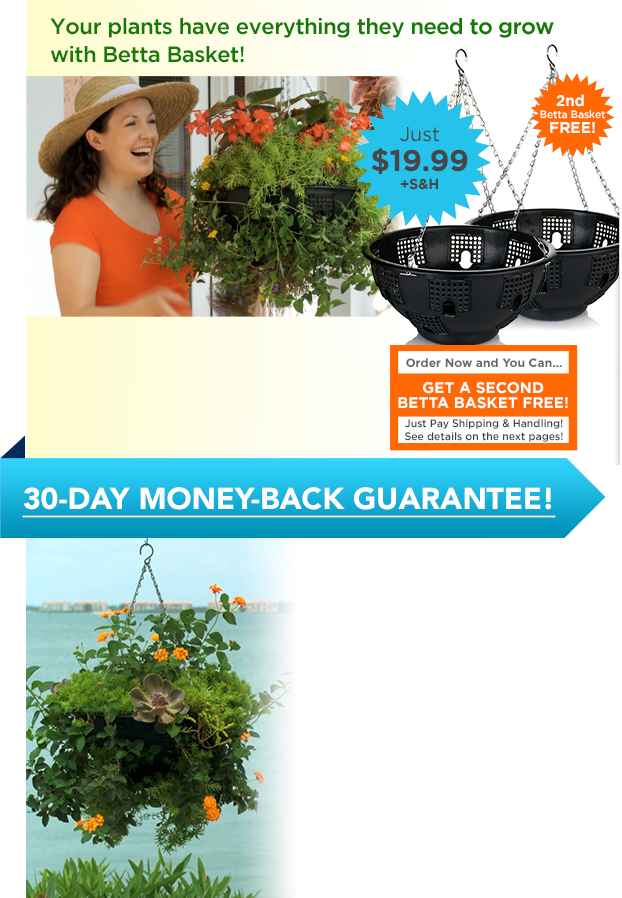 Your plants have everything they need to grow
with Betta Basket!
Just
$19.99
+S&H
2nd
Betta Basket
FREE!
Order Now and You Can...
GET A SECOND
BETTA BASKET FREE!
Just Pay Shipping & Handling!
See details on the next pages!
30-DAY MONEY-BACK GUARANTEE!